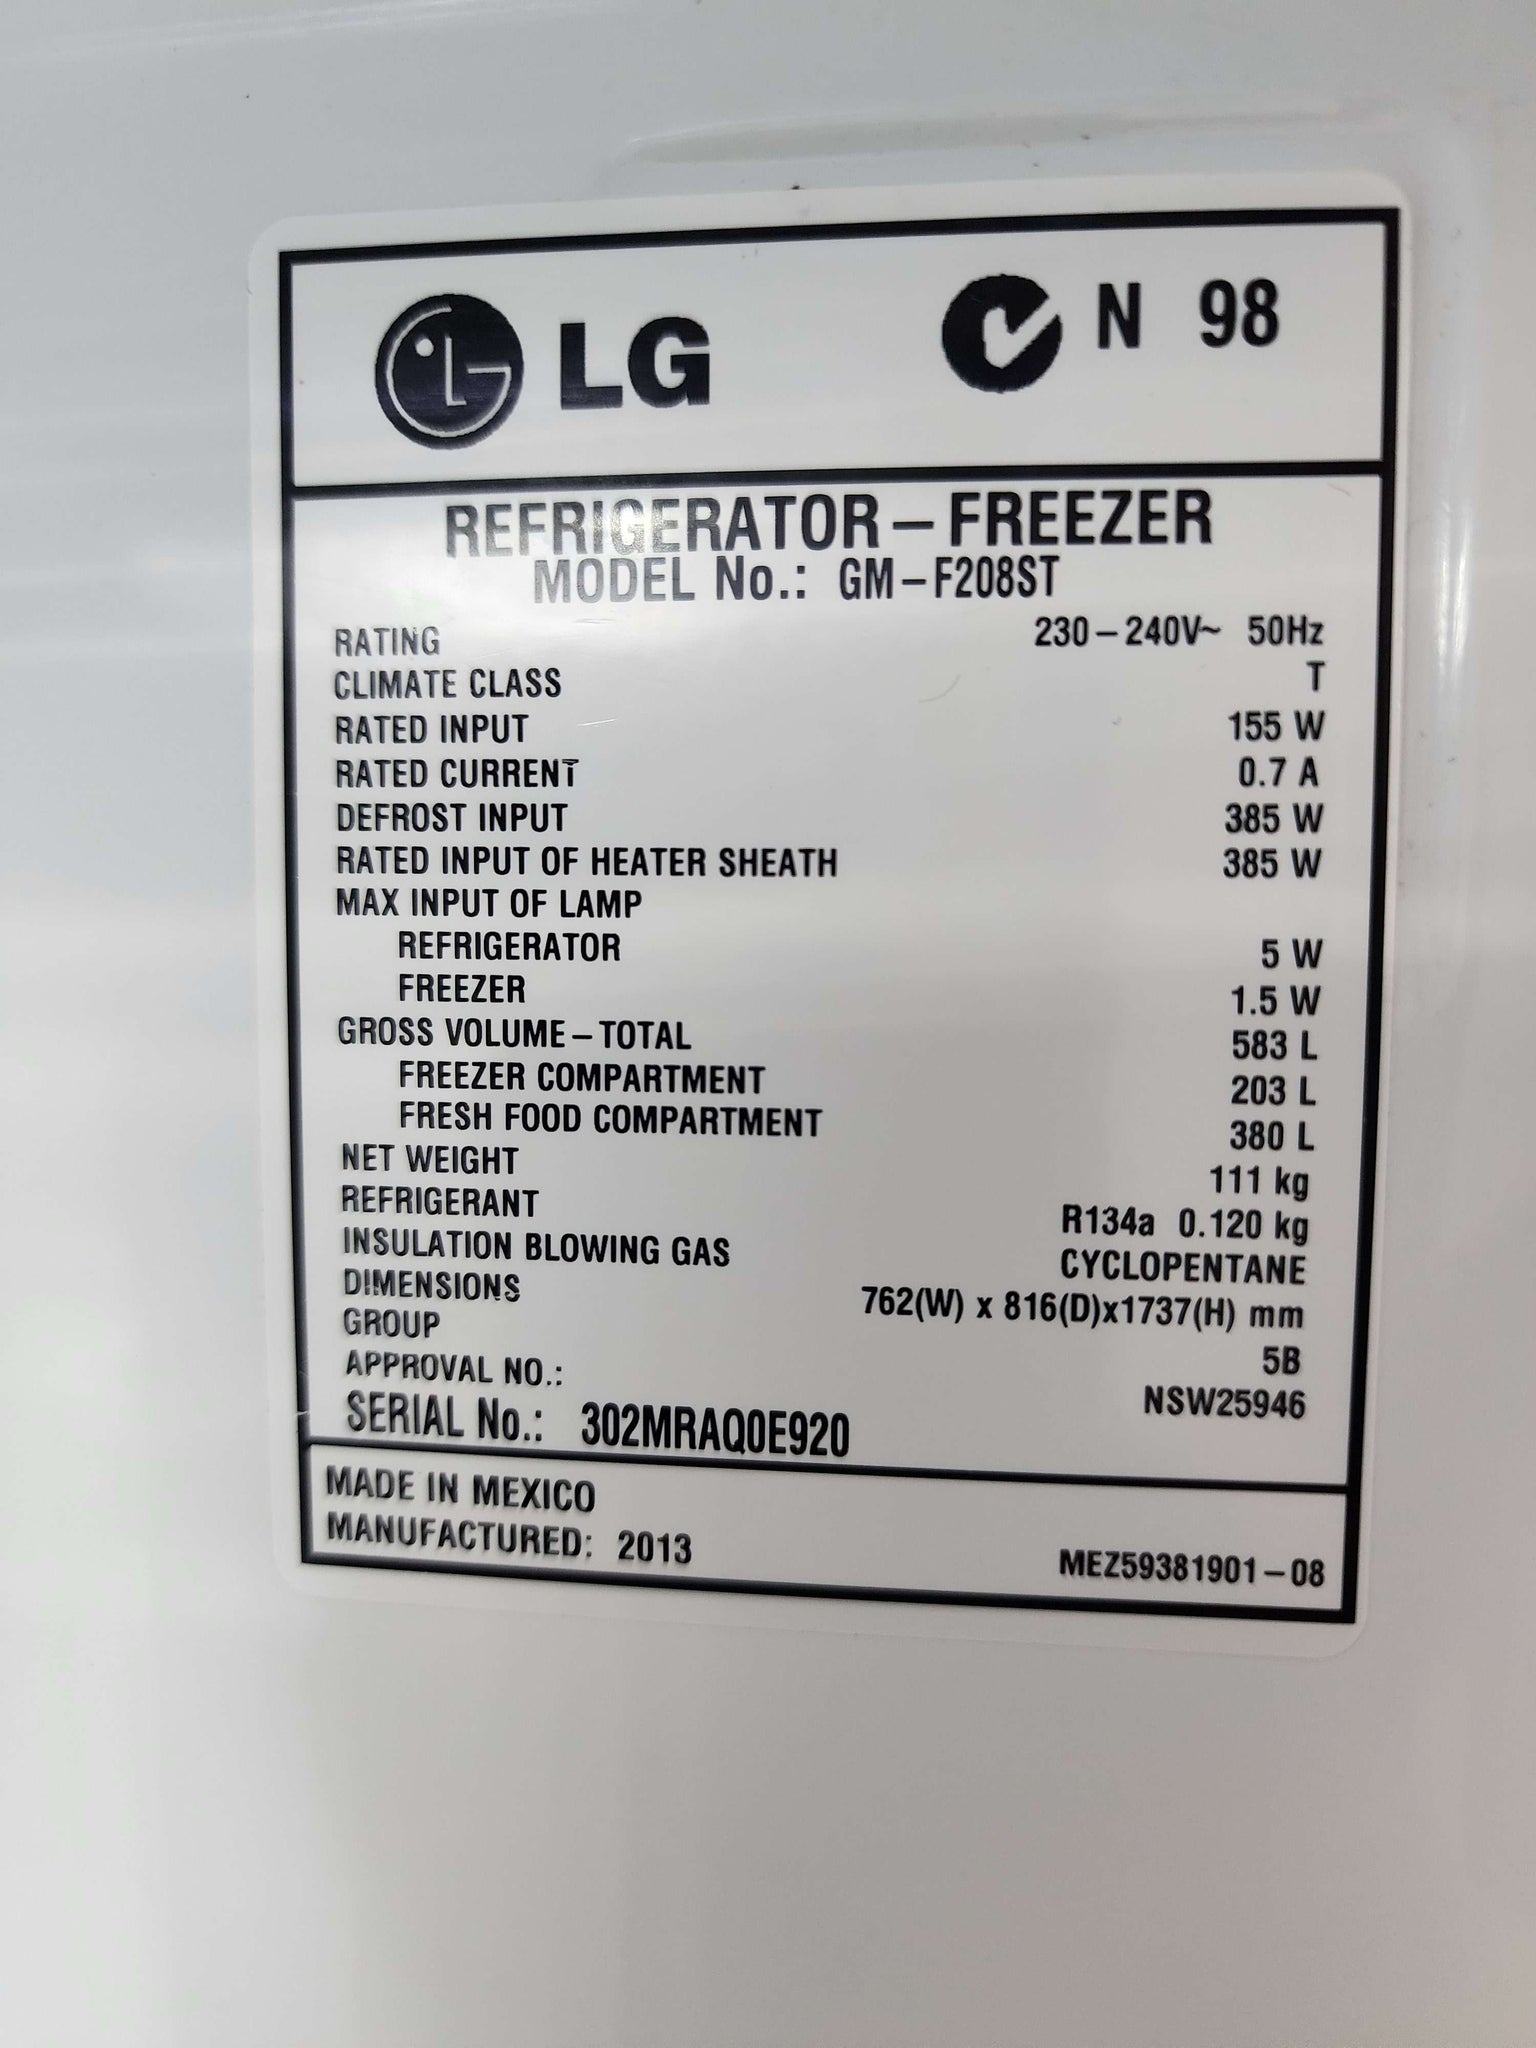 LG N 98
REFRIGERATOR – FREEZER
MODEL No.: GM – F208ST
RATING 230 – 240V~ 50Hz
CLIMATE CLASS T
RATED INPUT 155 W
RATED CURRENT 0.7 A
DEFROST INPUT 385 W
RATED INPUT OF HEATER SHEATH 385 W
MAX INPUT OF LAMP
REFRIGERATOR 5 W
FREEZER 1.5 W
GROSS VOLUME – TOTAL 583 L
FREEZER COMPARTMENT 203 L
FRESH FOOD COMPARTMENT 380 L
NET WEIGHT 111 kg
REFRIGERANT R134a 0.120 kg
INSULATION BLOWING GAS CYCLOPENTANE
DIMENSIONS 762(W) x 816(D)x1737(H) mm
GROUP 5B
APPROVAL NO.: NSW25946
SERIAL No.: 302MRAQ0E920
MADE IN MEXICO
MANUFACTURED: 2013 MEZ59381901 – 08